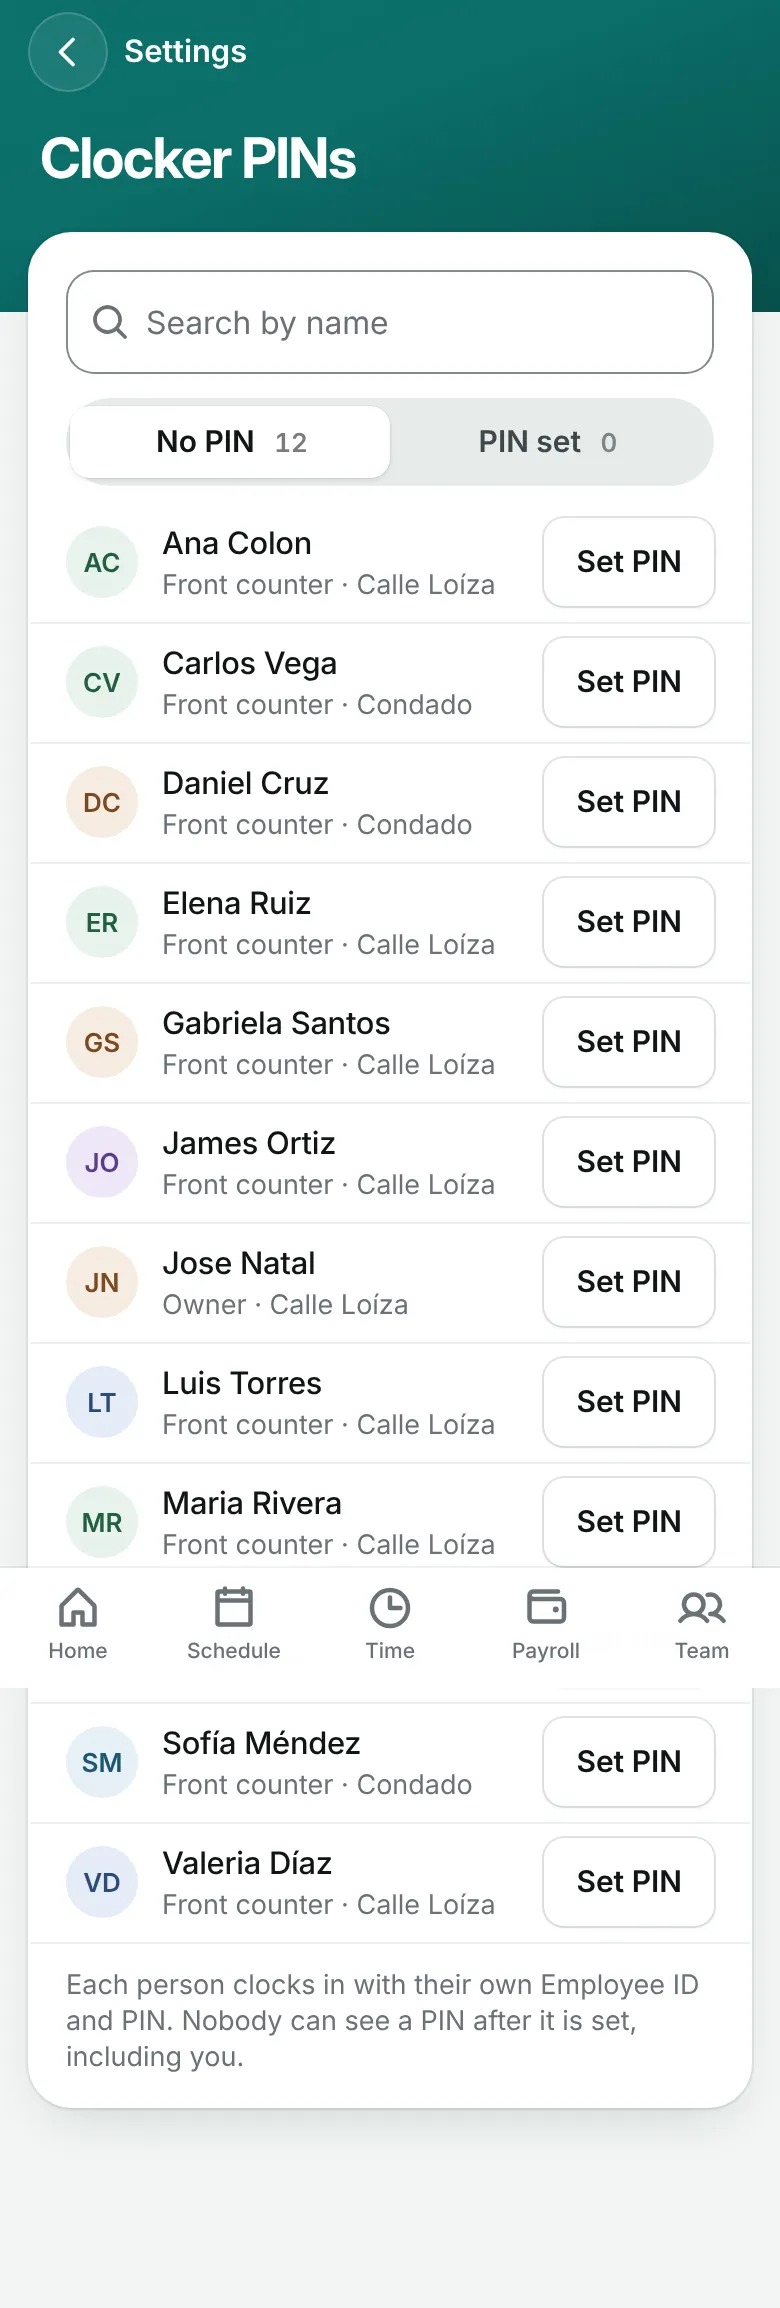 Settings
Clocker PINs
Search by name
No PIN 12
PIN set 0
AC
Ana Colon
Front counter · Calle Loíza
Set PIN
CV
Carlos Vega
Front counter · Condado
Set PIN
DC
Daniel Cruz
Front counter · Condado
Set PIN
ER
Elena Ruiz
Front counter · Calle Loíza
Set PIN
GS
Gabriela Santos
Front counter · Calle Loíza
Set PIN
JO
James Ortiz
Front counter · Calle Loíza
Set PIN
JN
Jose Natal
Owner · Calle Loíza
Set PIN
LT
Luis Torres
Front counter · Calle Loíza
Set PIN
MR
Maria Rivera
Front counter · Calle Loíza
Set PIN
Home
Schedule
Time
Payroll
Team
SM
Sofía Méndez
Front counter · Condado
Set PIN
VD
Valeria Díaz
Front counter · Calle Loíza
Set PIN
Each person clocks in with their own Employee ID
and PIN. Nobody can see a PIN after it is set,
including you.